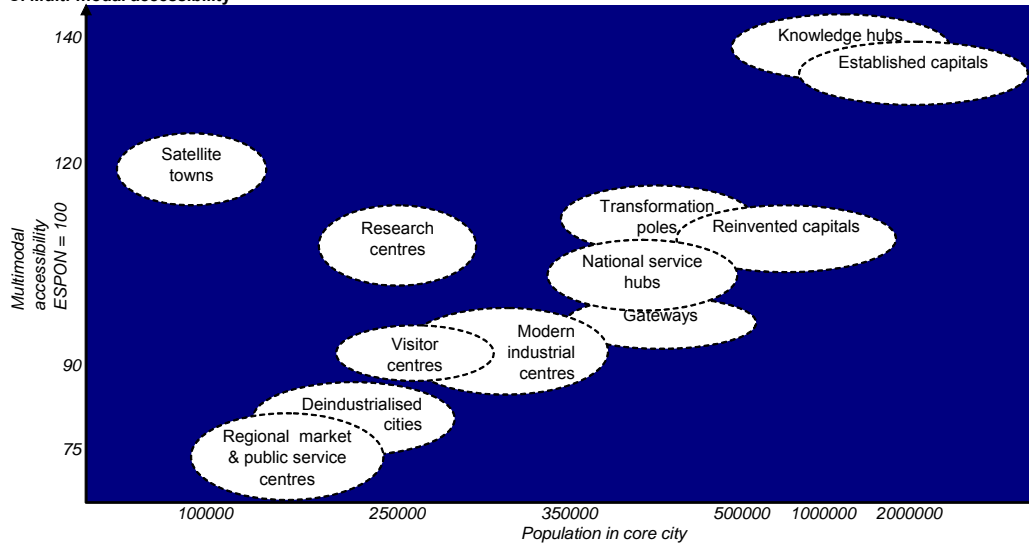 140
Knowledge hubs
Established capitals
120
Satellite
towns
Multimodal
accessibility
ESPON = 100
Research
centres
Transformation
poles
Reinvented capitals
National service
hubs
Gateways
Visitor
centres
Modern
industrial
centres
90
Deindustrialised
cities
75
Regional market
& public service
centres
100000 250000 350000 500000 1000000 2000000
Population in core city